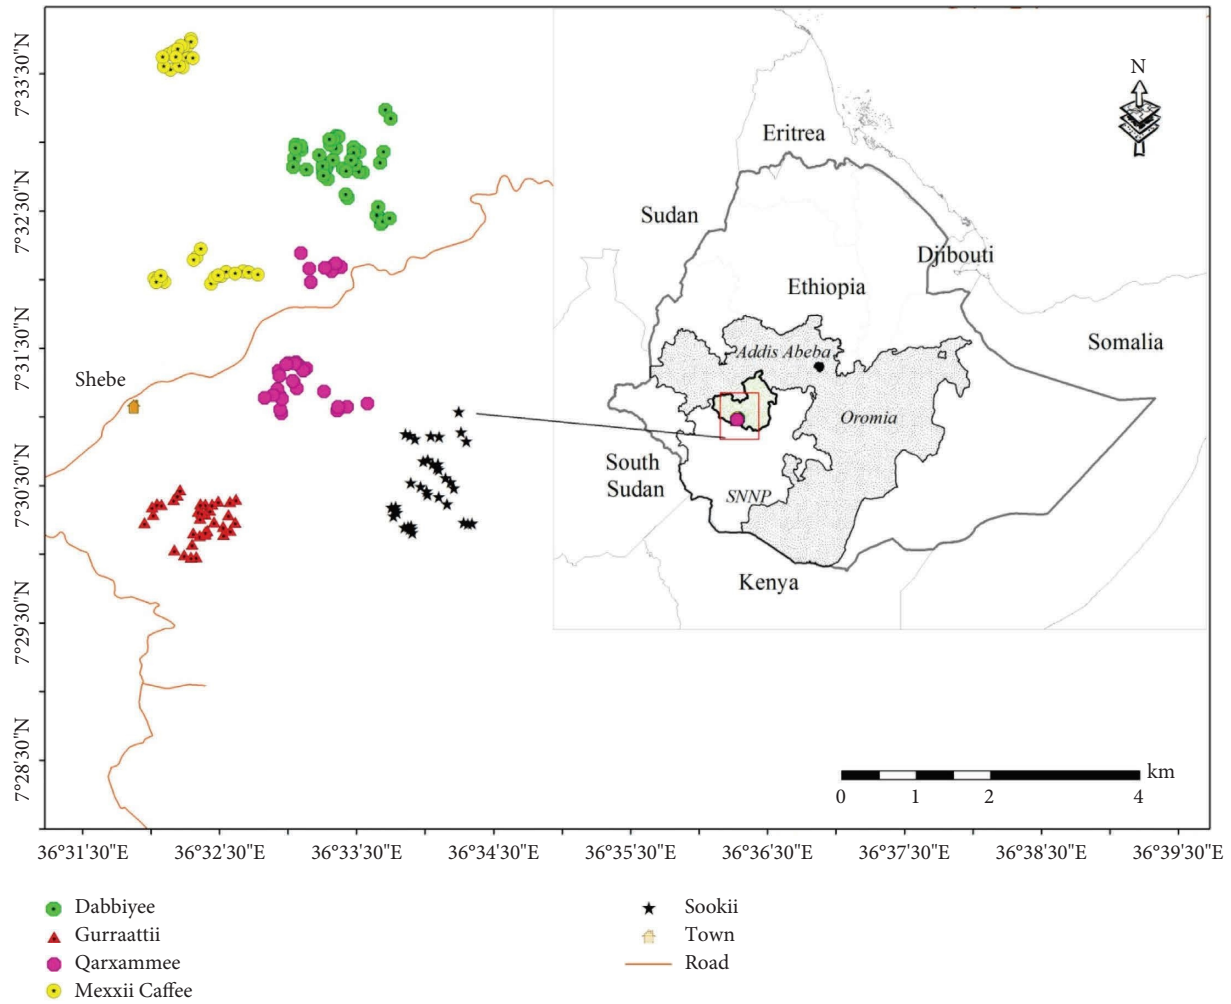 7°33'30"N
7°32'30"N
7°31'30"N
7°30'30"N
7°29'30"N
7°28'30"N
Shebe
N
Eritrea
Sudan
Djibouti
Ethiopia
Somalia
Addis Abeba
Oromia
South
Sudan
SNNP
Kenya
km
0 1 2 4
36°31'30"E 36°32'30"E 36°33'30"E 36°34'30"E 36°35'30"E 36°36'30"E 36°37'30"E 36°38'30"E 36°39'30"E
Dabbiyee
Gurraattii
Qarxammee
Mexxii Caffee
Sookii
Town
Road